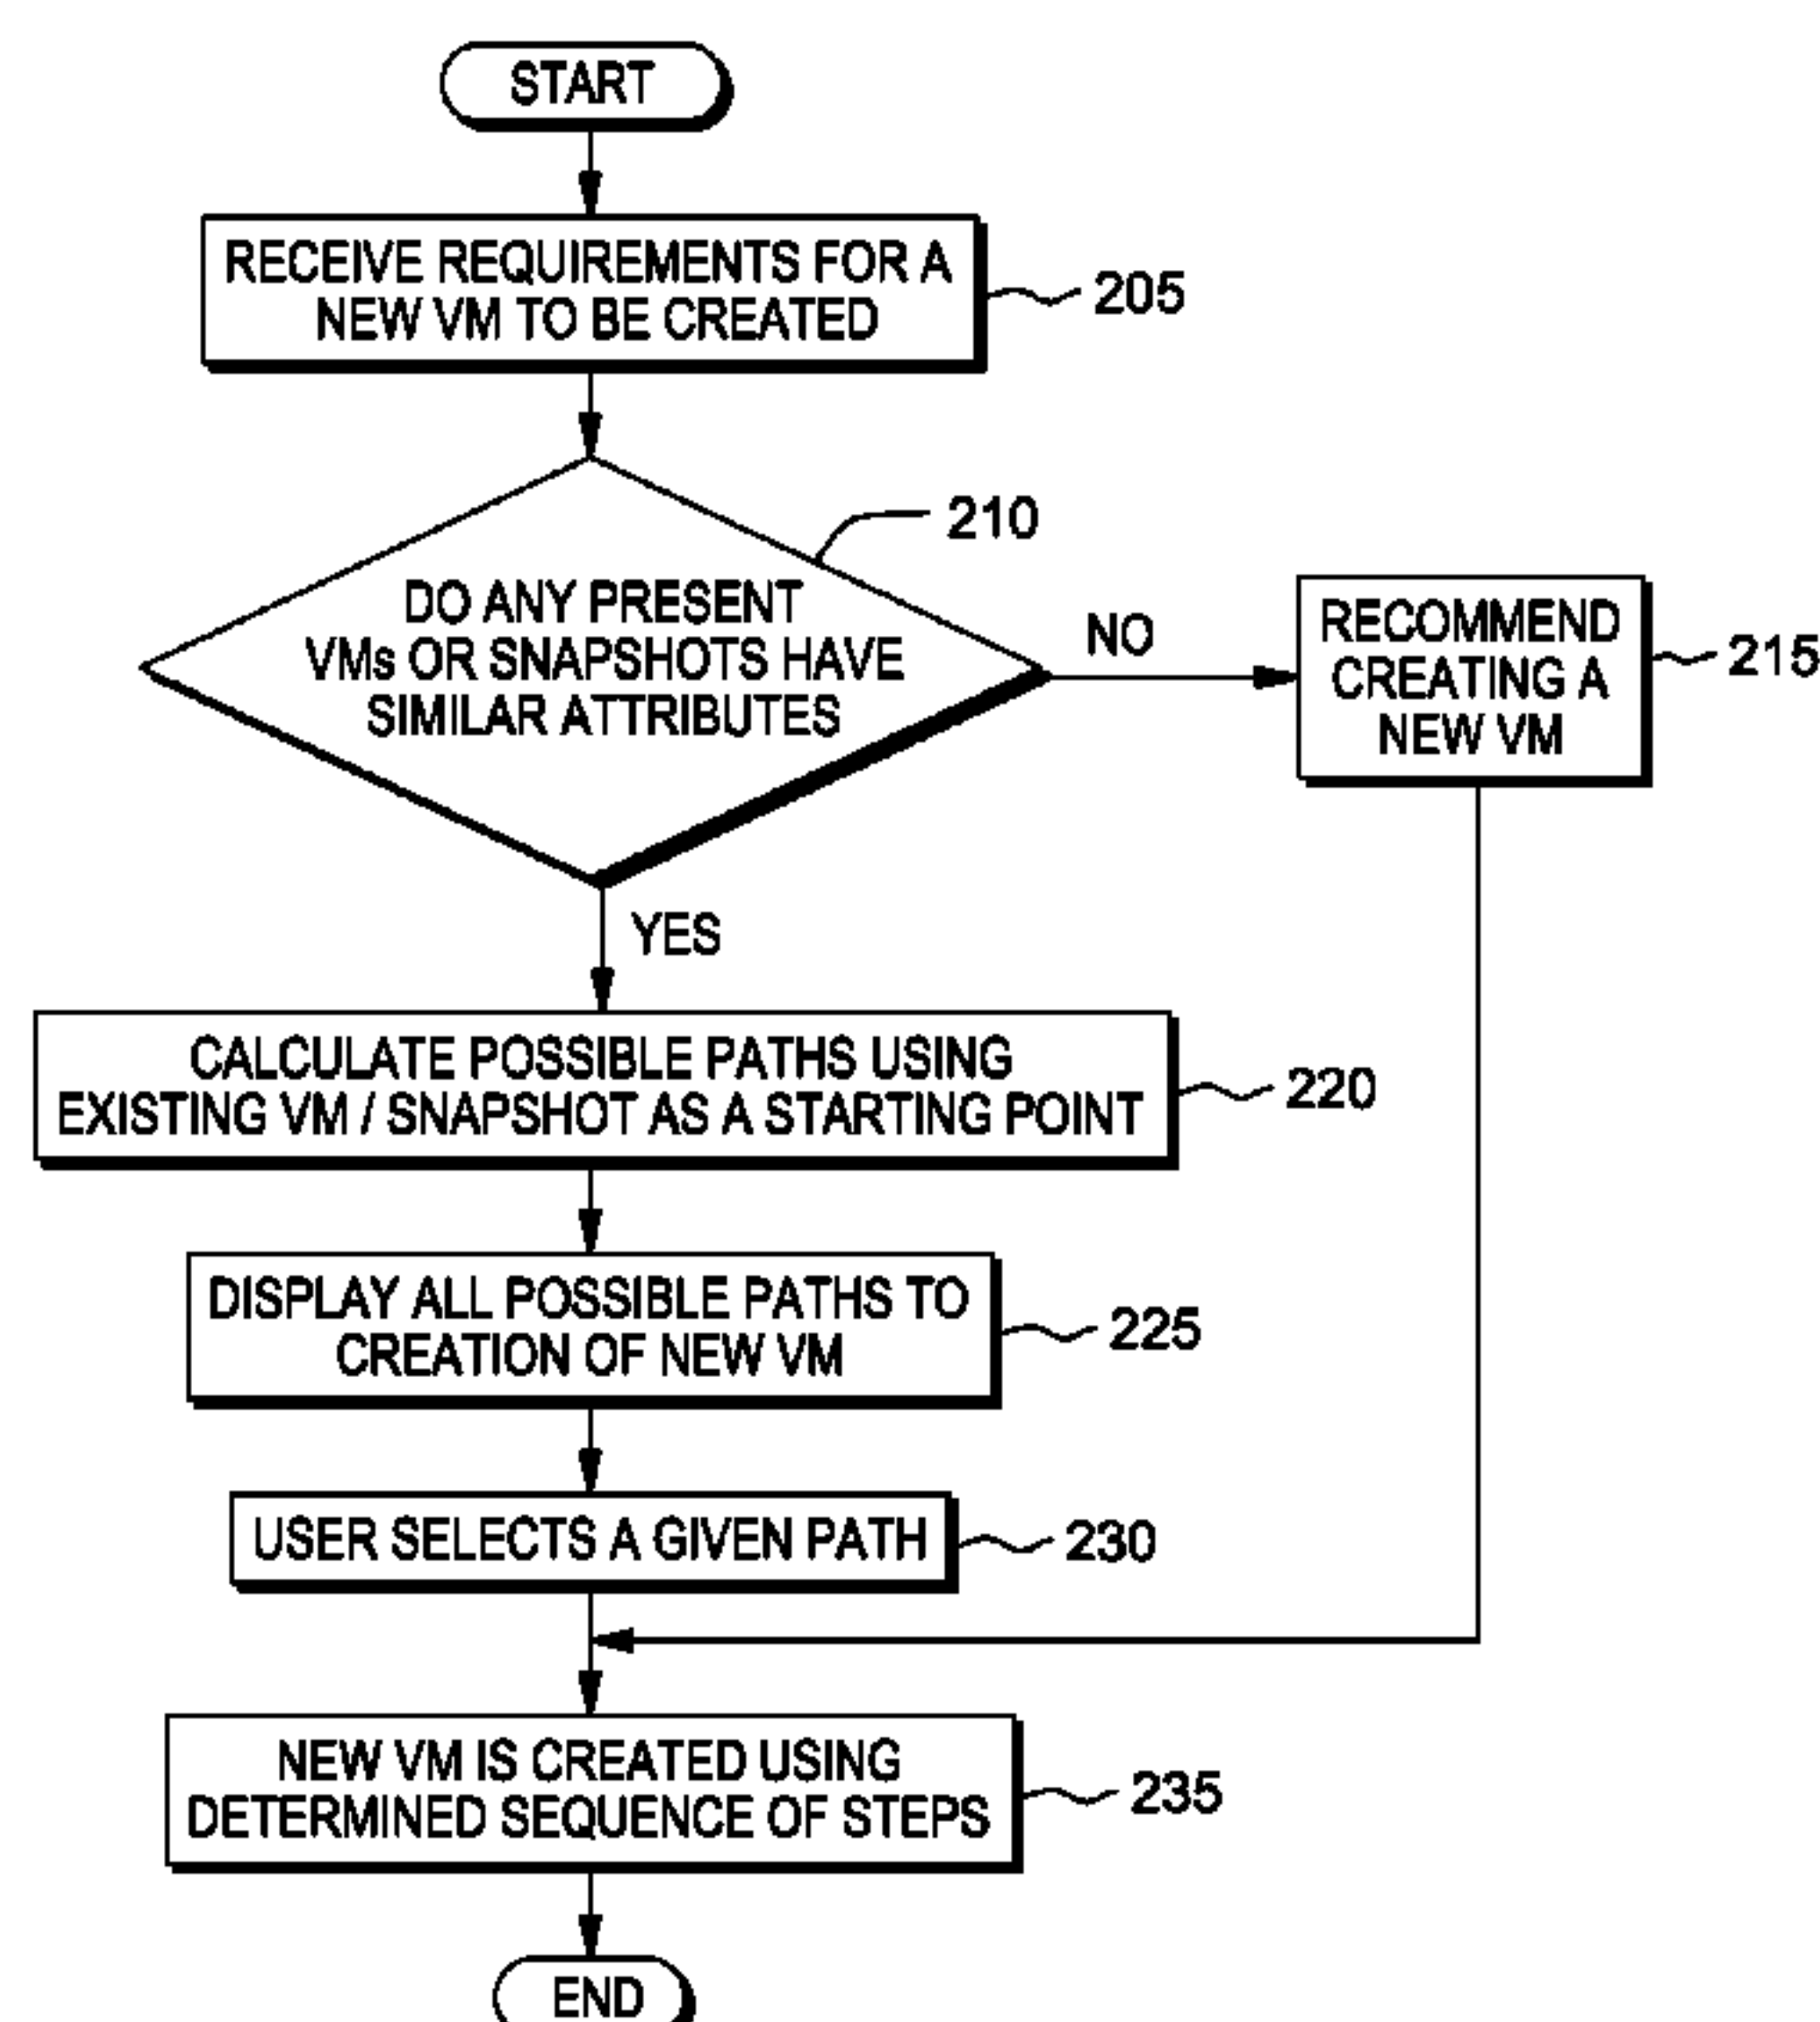 START
RECEIVE REQUIREMENTS FOR A
NEW VM TO BE CREATED
205
DO ANY PRESENT
VMs OR SNAPSHOTS HAVE
SIMILAR ATTRIBUTES
210
NO
RECOMMEND
CREATING A
NEW VM
215
YES
CALCULATE POSSIBLE PATHS USING
EXISTING VM / SNAPSHOT AS A STARTING POINT
220
DISPLAY ALL POSSIBLE PATHS TO
CREATION OF NEW VM
225
USER SELECTS A GIVEN PATH
230
NEW VM IS CREATED USING
DETERMINED SEQUENCE OF STEPS
235
END